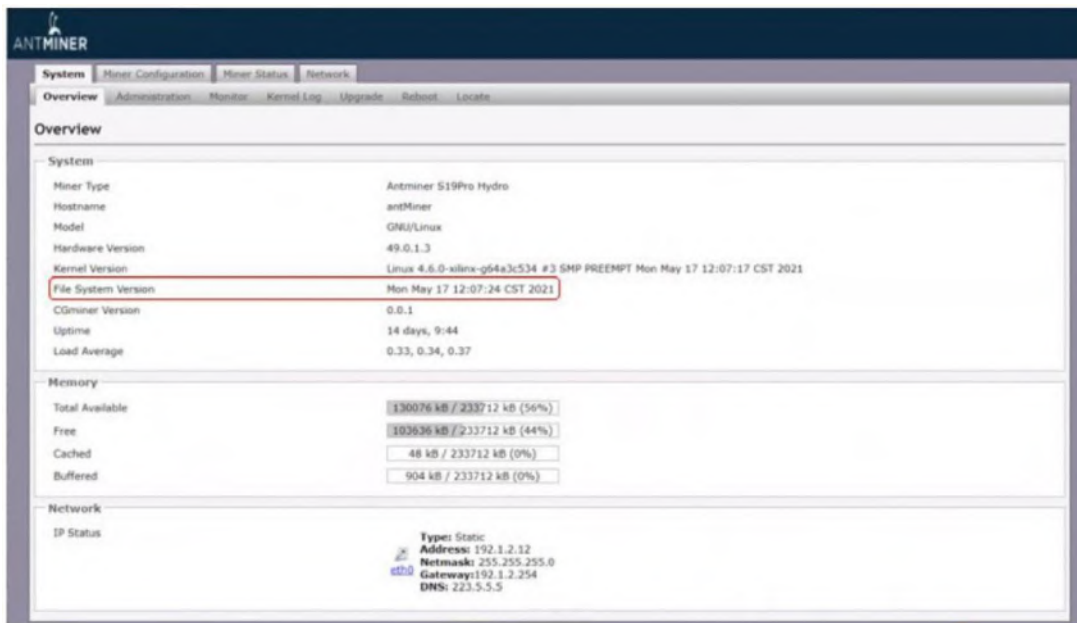 ANTMINER
System Miner Configuration Miner Status Network
Overview Administration Monitor Kernel Log Upgrade Reboot Locate
Overview
System
Miner Type Antminer S19Pro Hydro
Hostname antMiner
Model GNU/Linux
Hardware Version 49.0.1.3
Kernel Version Linux 4.6.0-xilinx-g64a3c534 #3 SMP PREEMPT Mon May 17 12:07:17 CST 2021
File System Version Mon May 17 12:07:24 CST 2021
CGminer Version 0.0.1
Uptime 14 days, 9:44
Load Average 0.33, 0.34, 0.37
Memory
Total Available 130076 kB / 233712 kB (56%)
Free 103636 kB / 233712 kB (44%)
Cached 48 kB / 233712 kB (0%)
Buffered 904 kB / 233712 kB (0%)
Network
IP Status
Type: Static
Address: 192.1.2.12
Netmask: 255.255.255.0
eth0
Gateway:192.1.2.254
DNS: 223.5.5.5